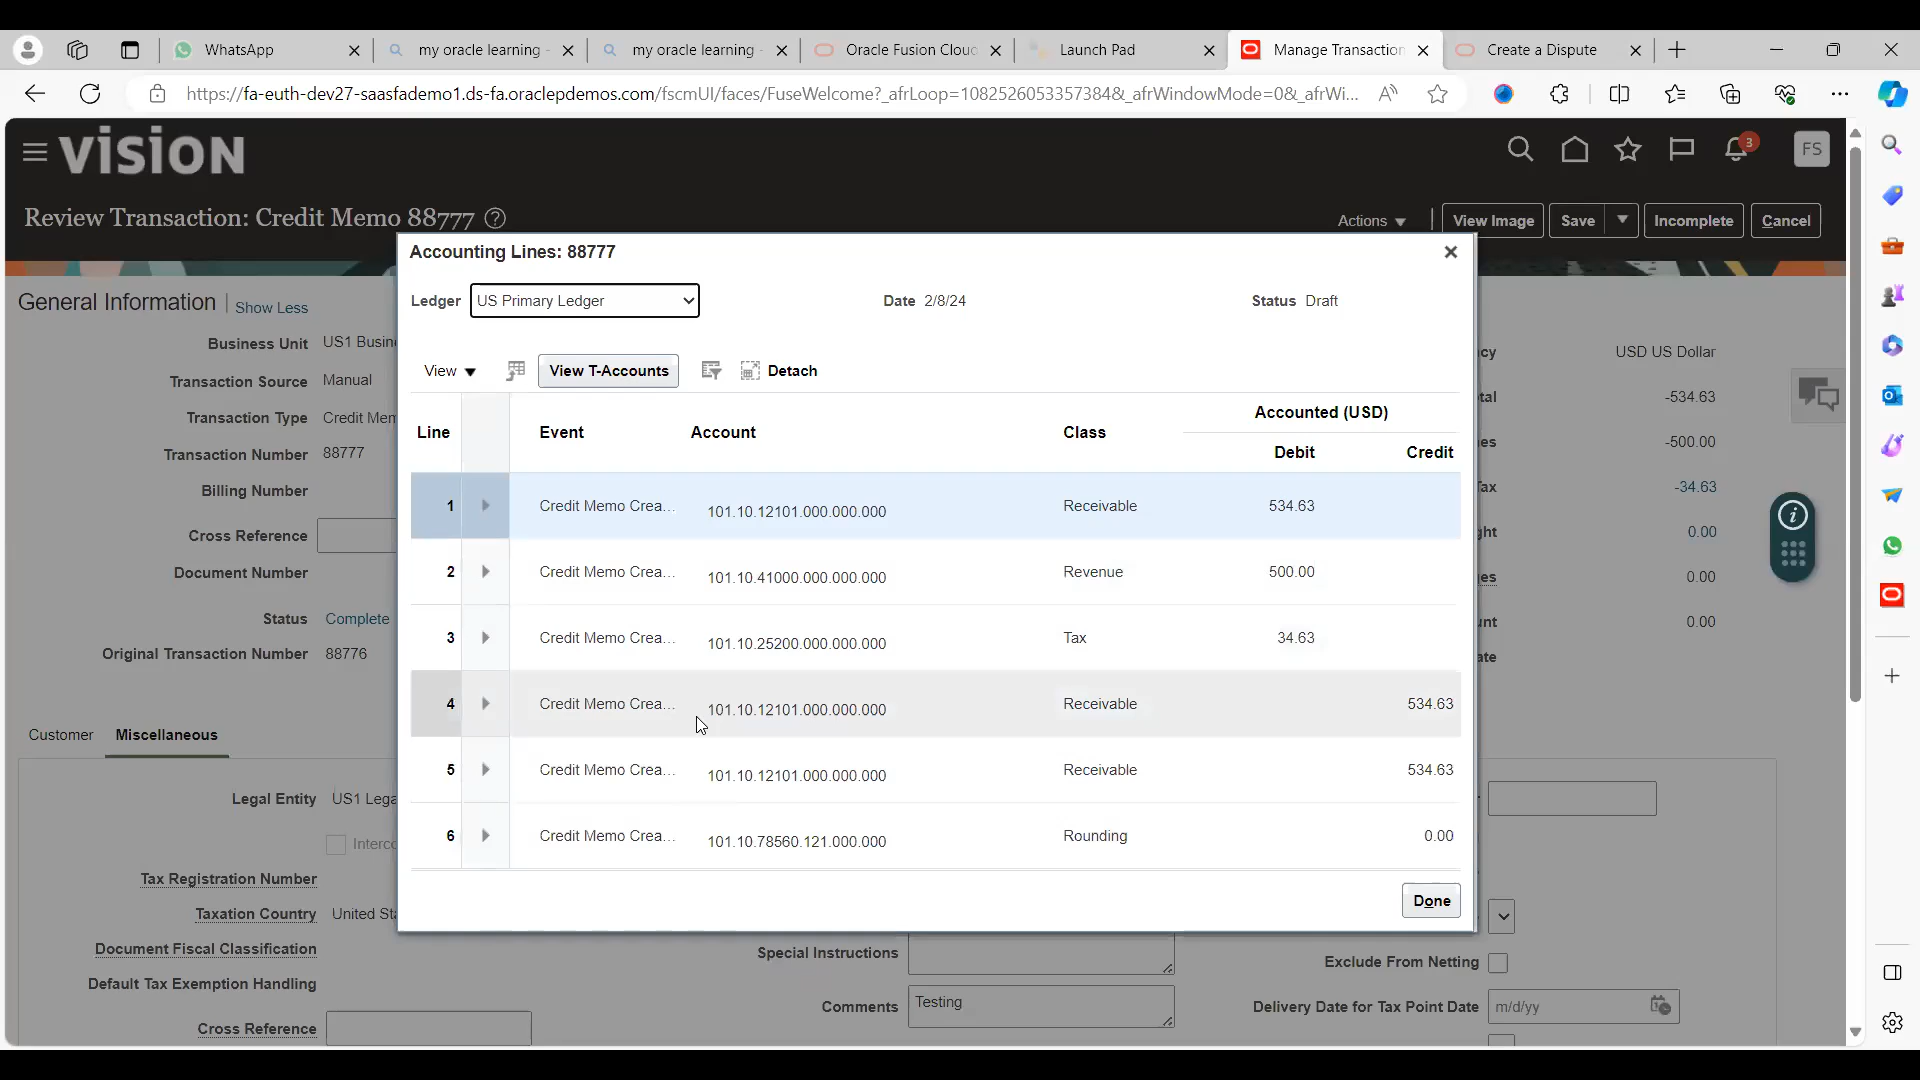 WhatsApp
my oracle learning -
my oracle learning -
Oracle Fusion Cloud
Launch Pad
Manage Transaction
Create a Dispute
https://fa-euth-dev27-saasfademo1.ds-fa.oraclepdemos.com/fscmUI/faces/FuseWelcome?_afrLoop=1082526053357384&_afrWindowMode=0&_afrWi...
VISION
3
FS
Review Transaction: Credit Memo 88777
Actions
View Image
Save
Incomplete
Cancel
General Information
Show Less
Business Unit US1 Busin
Transaction Source Manual
Transaction Type Credit Mem
Transaction Number 88777
Billing Number
Cross Reference
Document Number
Status Complete
Original Transaction Number 88776
Customer Miscellaneous
Legal Entity US1 Lega
Interc
Tax Registration Number
Taxation Country United Sta
Document Fiscal Classification
Default Tax Exemption Handling
Cross Reference
Accounting Lines: 88777
Ledger US Primary Ledger
Date 2/8/24
Status Draft
View
View T-Accounts
Detach
Line Event Account Class Accounted (USD)
Debit Credit
1 Credit Memo Crea... 101.10.12101.000.000.000 Receivable 534.63
2 Credit Memo Crea... 101.10.41000.000.000.000 Revenue 500.00
3 Credit Memo Crea... 101.10.25200.000.000.000 Tax 34.63
4 Credit Memo Crea... 101.10.12101.000.000.000 Receivable 534.63
5 Credit Memo Crea... 101.10.12101.000.000.000 Receivable 534.63
6 Credit Memo Crea... 101.10.78560.121.000.000 Rounding 0.00
Done
cy USD US Dollar
tal -534.63
es -500.00
Tax -34.63
ght 0.00
es 0.00
unt 0.00
ate
Special Instructions
Comments Testing
Exclude From Netting
Delivery Date for Tax Point Date m/d/yy